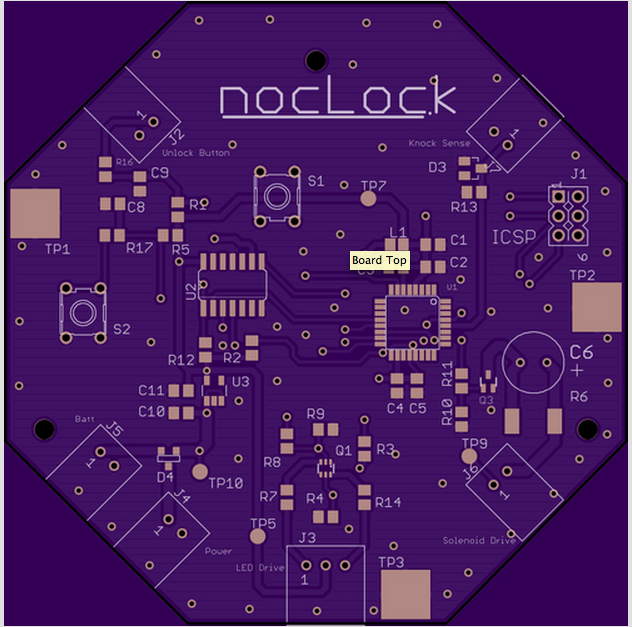 nocLock
1
J2
Unlock Button
Knock Sense
1
J7
R16
C9
S1
TP7
D3
J1
1
C8
R1
R13
ICSP
TP1
R17
R5
L1
C1
Board Top
C2
6
TP2
U2
U1
S2
R12
R2
C6
+
R11
C11
C10
U3
C4
C5
Q3
R6
Batt
J5
R9
R10
1
R8
Q1
R3
TP9
D4
TP10
J6
1
J4
R7
R4
R14
1
TP5
Power
J3
Solenoid Drive
LED Drive
1
TP3